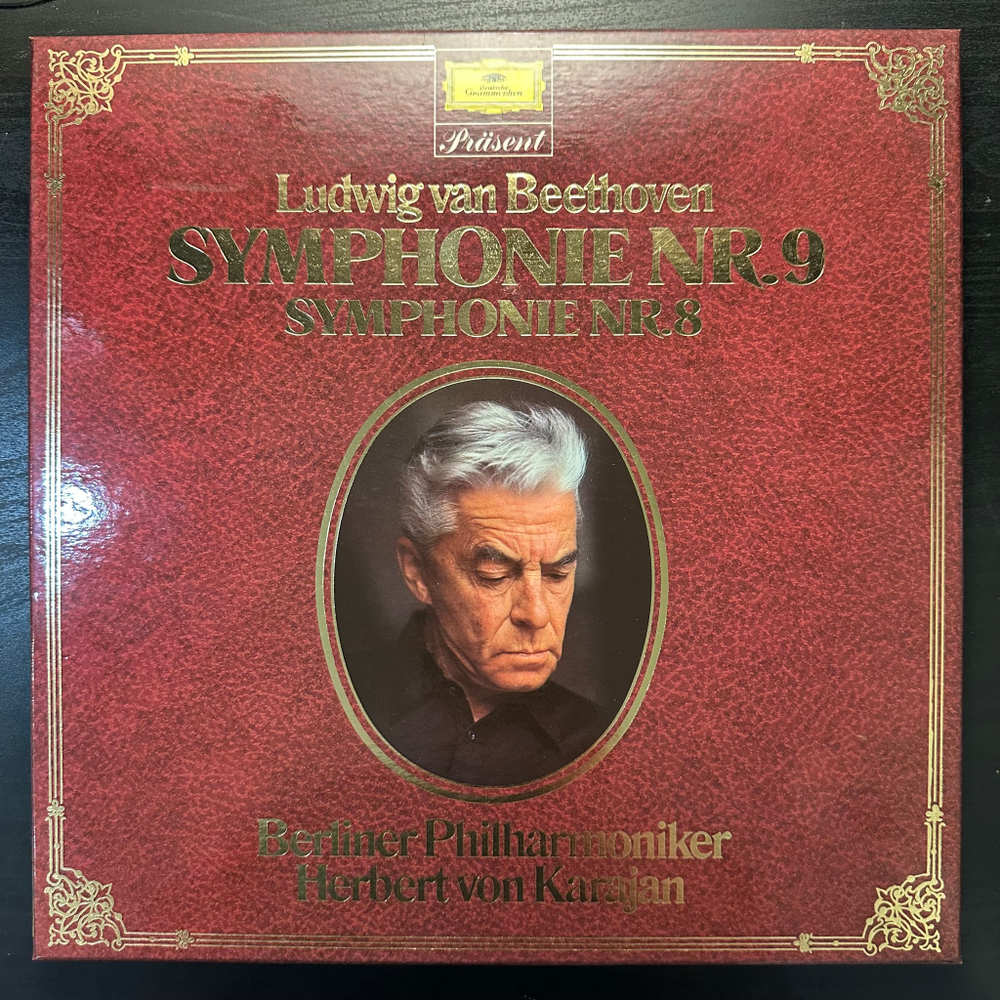 Deutsche
Grammophon
Präsent
Ludwig van Beethoven
SYMPHONIE NR.9
SYMPHONIE NR.8
Berliner Philharmoniker
Herbert von Karajan